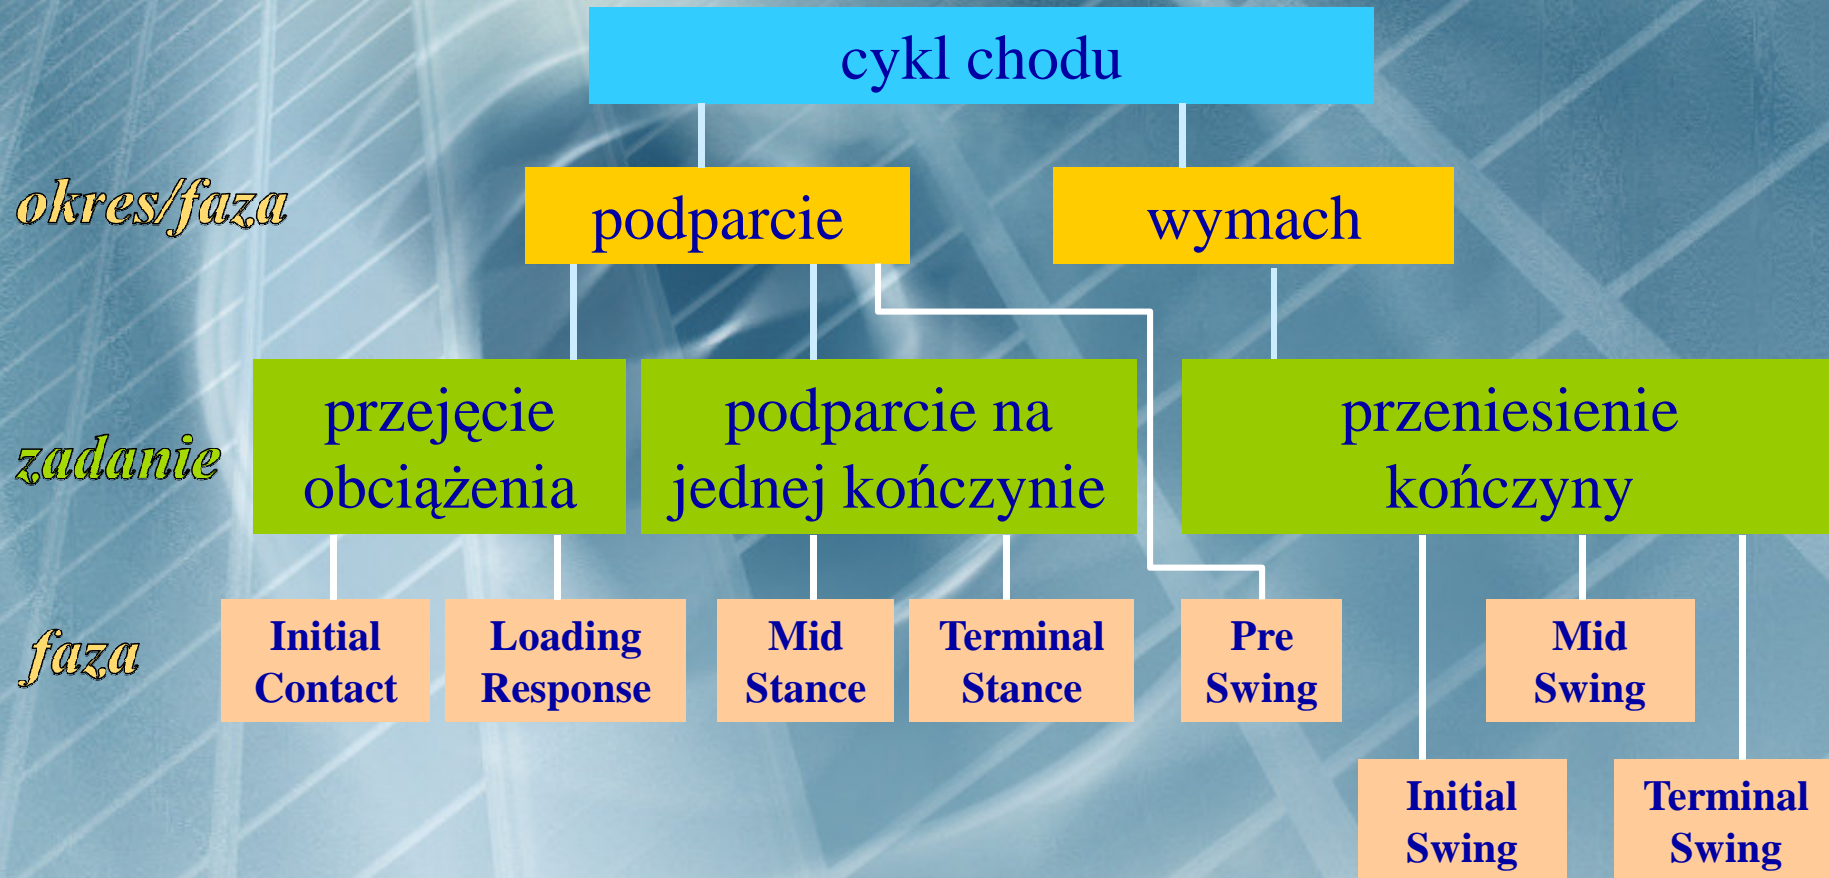 cykl chodu
okres/faza
podparcie
wymach
zadanie
przejęcie
obciążenia
podparcie na
jednej kończynie
przeniesienie
kończyny
faza
Initial
Contact
Loading
Response
Mid
Stance
Terminal
Stance
Pre
Swing
Mid
Swing
Initial
Swing
Terminal
Swing